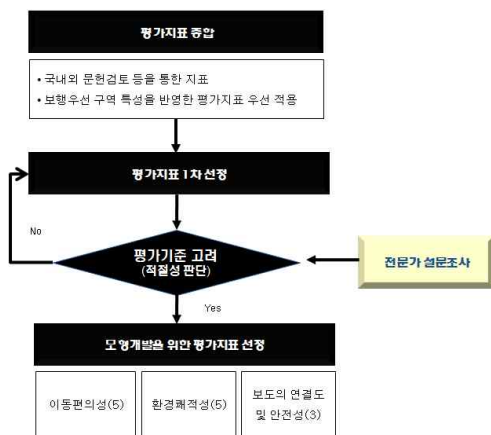 평가지표 종합
• 국내외 문헌검토 등을 통한 지표
• 보행우선 구역 특성을 반영한 평가지표 우선 적용
평가지표 1차 선정
No
평가기준 고려
(적절성 판단)
전문가 설문조사
Yes
모형개발을 위한 평가지표 선정
이동편의성(5)
환경쾌적성(5)
보도의 연결도
및 안전성(3)